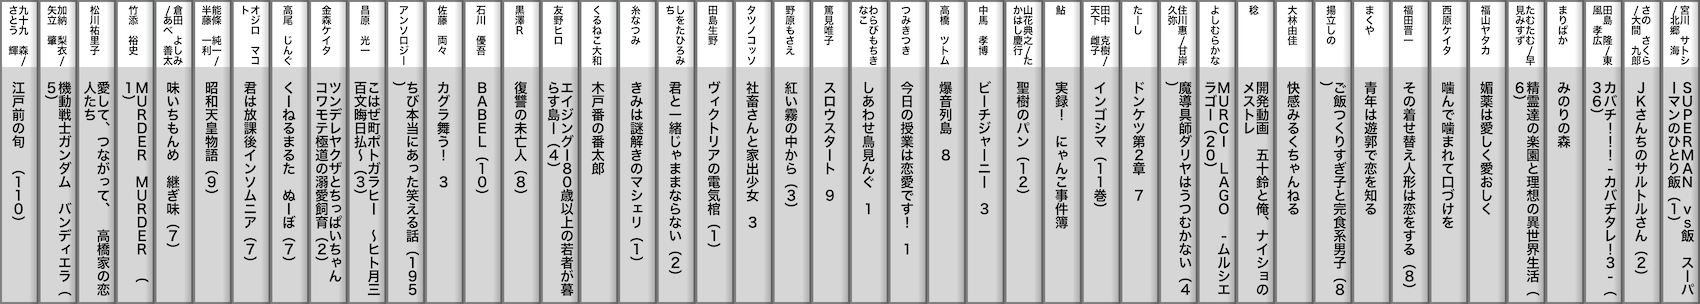 宮川 サトシ
/北郷 海
SUPERMAN vs飯 スーパ
ーマンのひとり飯(1)
さの さくら
/大間 九郎
JKさんちのサルトルさん(2)
田島 隆/東
風 孝広
カバチ!!!-カバチタレ!3-(
36)
まりぱか
みのりの森
たむたむ/早
見みすず
精霊達の楽園と理想の異世界生活(
6)
福山ヤタカ
媚薬は愛しく愛おしく
西原ケイタ
噛んで噛まれて口づけを
福田晋一
その着せ替え人形は恋をする(8)
まくや
青年は遊郭で恋を知る
揚立しの
ご飯つくりすぎ子と完食系男子(8
)
大林由佳
快感みるくちゃんねる
稔
開発動画 五十鈴と俺、ナイショの
メストレ
よしむらかな
MURCI LAGO -ムルシエ
ラゴー(20)
住川惠/甘岸
久弥
魔導具師ダリヤはうつむかない(4
)
たーし
ドンケツ第2章 7
田中 克樹/
天下 雌子
インゴシマ(11巻)
鮎
実録! にゃんこ事件簿
山花典之/た
かはし慶行
聖樹のパン(12)
中馬 孝博
ビーチジャーニー 3
高橋 ツトム
爆音列島 8
つみきつき
今日の授業は恋愛です! 1
わらびもちき
なこ
しあわせ鳥見んぐ 1
篤見唯子
スロウスタート 9
野原もさえ
紅い霧の中から(3)
タツノコッソ
社畜さんと家出少女 3
田島生野
ヴィクトリアの電気棺(1)
しをたひろみ
ち
君と一緒じゃままならない(2)
糸なつみ
きみは謎解きのマシェリ(1)
くるねこ大和
木戸番の番太郎
友野ヒロ
エイジングー80歳以上の若者が暮
らす島ー(4)
黒澤R
復讐の未亡人(8)
石川 優吾
BABEL(10)
佐藤 両々
カグラ舞う! 3
アンソロジー
ちび本当にあった笑える話(195
)
昌原 光一
こはぜ町ポトガラヒー ~ヒト月三
百文晦日払~(3)
金森ケイタ
ツンデレヤクザとちっぱいちゃん
コワモテ極道の溺愛飼育(2)
高尾 じんぐ
くーねるまるた ぬーぼ(7)
オジロ マコ
ト
君は放課後インソムニア(7)
能條 純一/
半藤 一利
昭和天皇物語(9)
倉田 よしみ
/あべ 善太
味いちもんめ 継ぎ味(7)
竹添 裕史
MURDER MURDER (
1)
松川祐里子
愛して、つながって、 高橋家の恋
人たち
加納 梨衣/
矢立 肇
機動戦士ガンダム バンディエラ(
5)
九十九 森/
さとう 輝
江戸前の旬 (110)